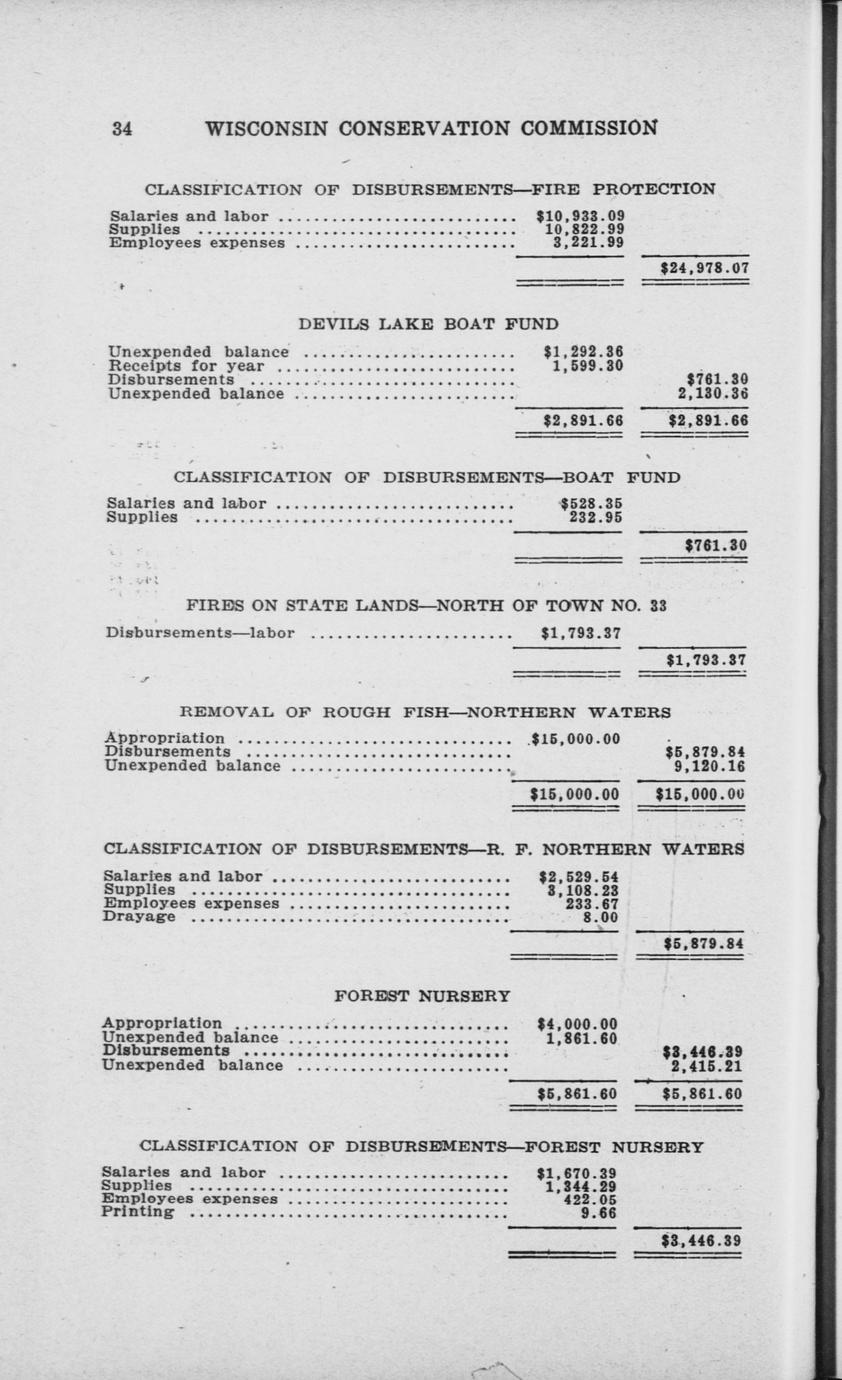 34 WISCONSIN CONSERVATION COMMISSION
CLASSIFICATION OF DISBURSEMENTS—FIRE PROTECTION
Salaries and labor ........................... $10,933.09
Supplies .................................... 10,822.99
Employees expenses ......................... 3,221.99
$24,978.07
DEVILS LAKE BOAT FUND
Unexpended balance ........................ $1,292.36
Receipts for year ........................... 1,599.30
Disbursements .............................. $761.30
Unexpended balance ......................... 2,130.36
$2,891.66 $2,891.66
CLASSIFICATION OF DISBURSEMENTS—BOAT FUND
Salaries and labor ........................... $528.35
Supplies .................................... 232.95
$761.30
FIRES ON STATE LANDS—NORTH OF TOWN NO. 33
Disbursements—labor ....................... $1,793.37
$1,793.37
REMOVAL OF ROUGH FISH—NORTHERN WATERS
Appropriation ............................... $15,000.00
Disbursements .............................. $5,879.84
Unexpended balance ......................... 9,120.16
$15,000.00 $15,000.00
CLASSIFICATION OF DISBURSEMENTS—R. F. NORTHERN WATERS
Salaries and labor ........................... $2,529.54
Supplies .................................... 3,108.23
Employees expenses ......................... 233.67
Drayage .................................... 8.00
$5,879.84
FOREST NURSERY
Appropriation ............................... $4,000.00
Unexpended balance ......................... 1,861.60
Disbursements .............................. $3,446.39
Unexpended balance ........................ 2,415.21
$5,861.60 $5,861.60
CLASSIFICATION OF DISBURSEMENTS—FOREST NURSERY
Salaries and labor .......................... $1,670.39
Supplies .................................... 1,344.29
Employees expenses ......................... 422.05
Printing .................................... 9.66
$3,446.39